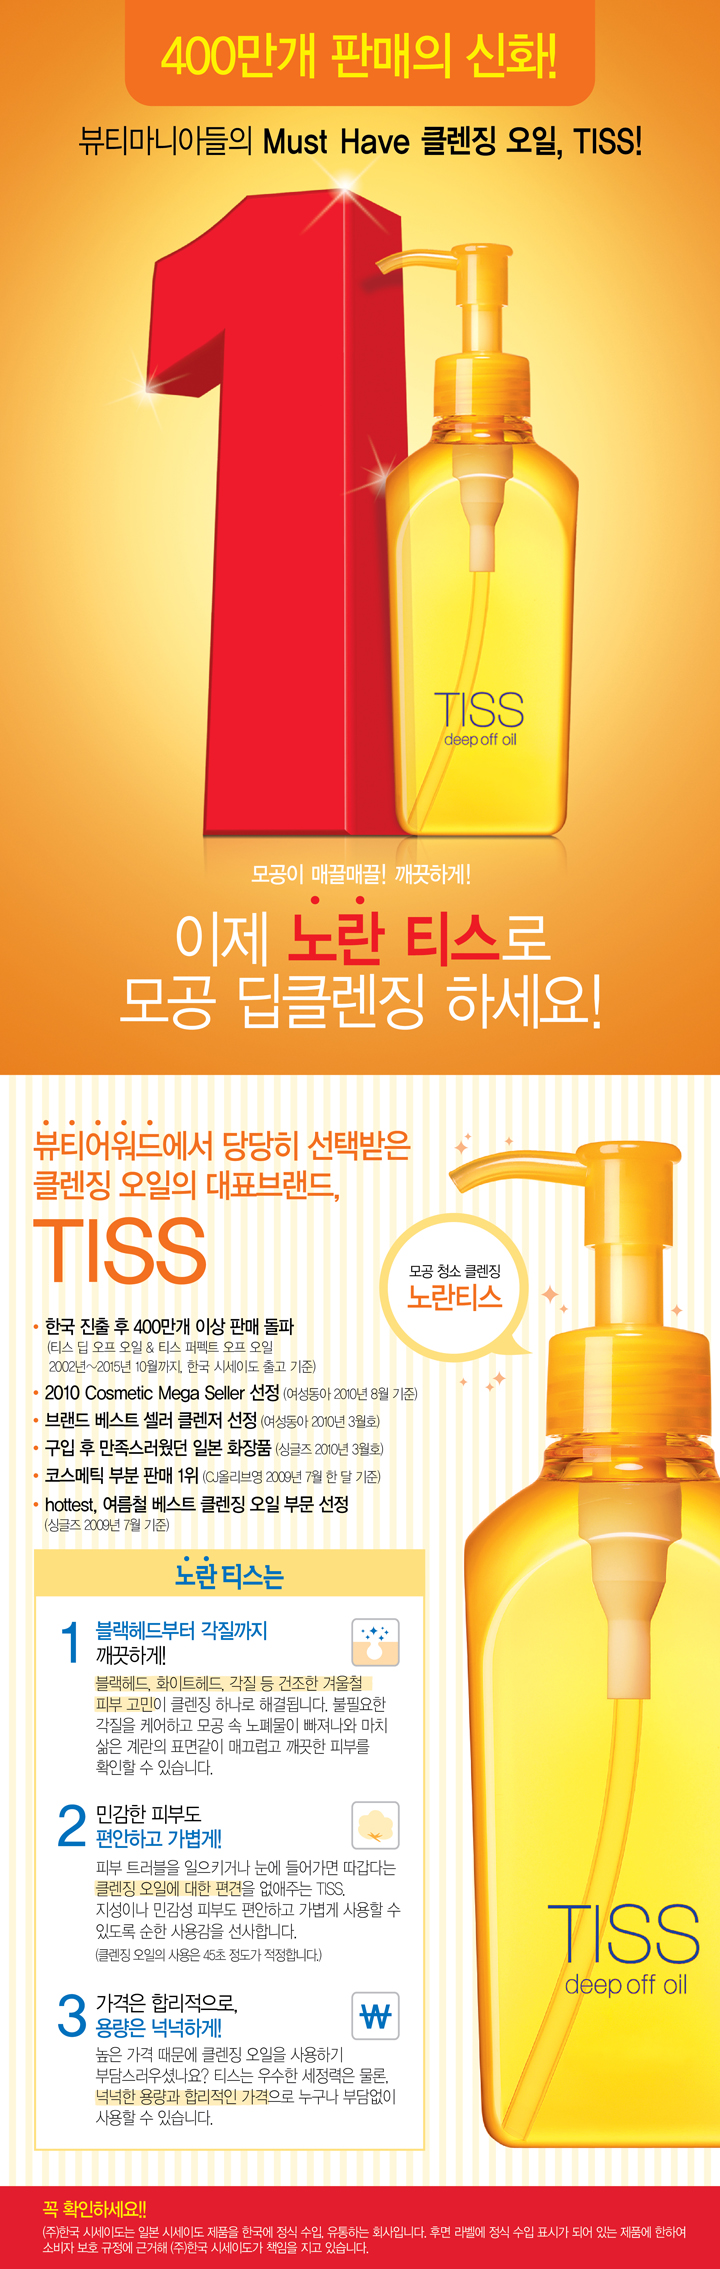 400만개 판매의 신화!
뷰티마니아들의 Must Have 클렌징 오일, TISS!
TISS
deep off oil
모공이 매끌매끌! 깨끗하게!
이제 노란 티스로
모공 딥클렌징 하세요!
뷰티어워드에서 당당히 선택받은
클렌징 오일의 대표브랜드,
TISS
모공 청소 클렌징
노란티스
• 한국 진출 후 400만개 이상 판매 돌파
(티스 딥 오프 오일 & 티스 퍼펙트 오프 오일
2002년~2015년 10월까지, 한국 시세이도 출고 기준)
• 2010 Cosmetic Mega Seller 선정 (여성동아 2010년 8월 기준)
• 브랜드 베스트 셀러 클렌저 선정 (여성동아 2010년 3월호)
• 구입 후 만족스러웠던 일본 화장품 (싱글즈 2010년 3월호)
• 코스메틱 부분 판매 1위 (CJ올리브영 2009년 7월 한 달 기준)
• hottest, 여름철 베스트 클렌징 오일 부문 선정
(싱글즈 2009년 7월 기준)
노란 티스는
1 블랙헤드부터 각질까지
깨끗하게!
블랙헤드, 화이트헤드, 각질 등 건조한 겨울철
피부 고민이 클렌징 하나로 해결됩니다. 불필요한
각질을 케어하고 모공 속 노폐물이 빠져나와 마치
삶은 계란의 표면같이 매끄럽고 깨끗한 피부를
확인할 수 있습니다.
2 민감한 피부도
편안하고 가볍게!
피부 트러블을 일으키거나 눈에 들어가면 따갑다는
클렌징 오일에 대한 편견을 없애주는 TISS.
지성이나 민감성 피부도 편안하고 가볍게 사용할 수
있도록 순한 사용감을 선사합니다.
(클렌징 오일의 사용은 45초 정도가 적정합니다.)
3 가격은 합리적으로,
용량은 넉넉하게!
₩
높은 가격 때문에 클렌징 오일을 사용하기
부담스러우셨나요? 티스는 우수한 세정력은 물론,
넉넉한 용량과 합리적인 가격으로 누구나 부담없이
사용할 수 있습니다.
TISS
deep off oil
꼭 확인하세요!!
(주)한국 시세이도는 일본 시세이도 제품을 한국에 정식 수입, 유통하는 회사입니다. 후면 라벨에 정식 수입 표시가 되어 있는 제품에 한하여
소비자 보호 규정에 근거해 (주)한국 시세이도가 책임을 지고 있습니다.